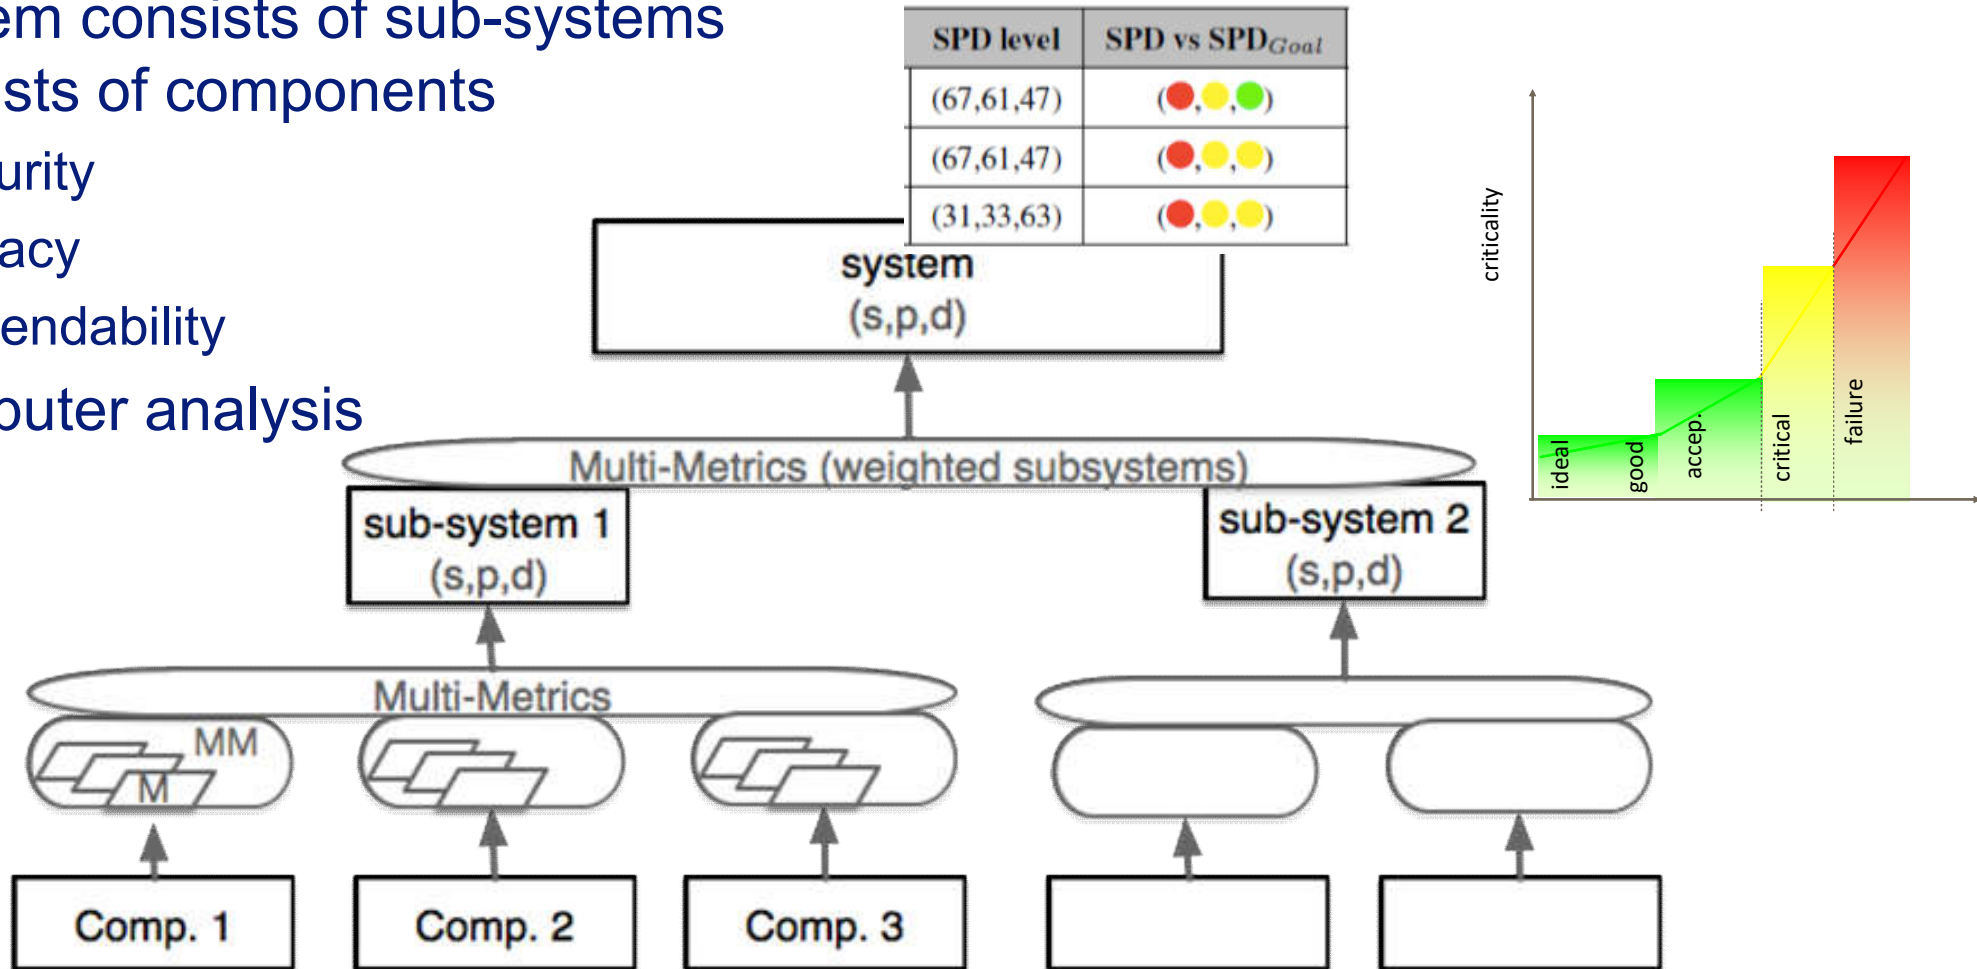 em consists of sub-systems
sts of components
urity
acy
endability
puter analysis
SPD level SPD vs SPD_Goal
(67,61,47) (●,●,●)
(67,61,47) (●,●,●)
(31,33,63) (●,●,●)
system
(s,p,d)
Multi-Metrics (weighted subsystems)
sub-system 1
(s,p,d)
sub-system 2
(s,p,d)
Multi-Metrics
MM
M
Comp. 1
Comp. 2
Comp. 3
criticality
ideal
good
accep.
critical
failure